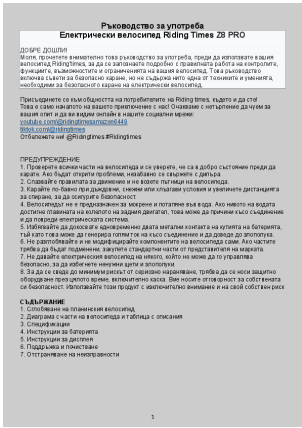 Ръководство за употреба
Електрически велосипед Riding Times Z8 PRO
ДОБРЕ ДОШЛИ!
Моля, прочетете внимателно това ръководство за употреба, преди да използвате вашия
велосипед RidingTimes, за да се запознаете подробно с правилната работа на контролите,
функциите, възможностите и ограниченията на вашия велосипед. Това ръководство
включва съвети за безопасно каране, но не съдържа нито една от техниките и уменията,
необходими за безопасно каране на електрически велосипед.
Присъединете се към общността на потребителите на Riding times, където и да сте!
Това е само началото на вашето приключение с нас! Очакваме с нетърпение да чуем за
вашия опит и да ви видим онлайн в нашите социални мрежи:
youtube.com/@ridingtimesamazon6449
tiktok.com/@ridingtimes
Отбележете ни! @Ridingtimes #Ridingtimes
ПРЕДУПРЕЖДЕНИЕ
1. Проверете всички части на велосипеда и се уверете, че са в добро състояние преди да
карате. Ако бъдат открити проблеми, незабавно се свържете с дилъра.
2. Спазвайте правилата за движение и не возете пътници на велосипеда.
3. Карайте по-бавно при дъждовни, снежни или хлъзгави условия и увеличете дистанцията
за спиране, за да осигурите безопасност.
4. Велосипедът не е предназначен за мокрене и потапяне във вода. Ако нивото на водата
достигне главината на колелото на задния двигател, това може да причини късо съединение
и да повреди електрическата система.
5. Избягвайте да докосвате едновременно двата метални контакта на кутията на батерията,
тъй като това може да генерира голям ток на късо съединение и да доведе до злополуки.
6. Не разглобявайте и не модифицирайте компонентите на велосипеда сами. Ако частите
трябва да бъдат подменени, закупете стандартни части от представителя на марката.
7. Не давайте електрическия велосипед на някого, който не може да го управлява
безопасно, за да избегнете ненужни щети и злополуки.
8. За да се сведе до минимум рискът от сериозно нараняване, трябва да се носи защитно
оборудване през цялото време, включително каска. Вие носите отговорност за собствената
си безопасност. Използвайте този продукт с изключително внимание и на свой собствен риск
СЪДЪРЖАНИЕ
1. Сглобяване на планинския велосипед
2. Диаграма с части на велосипеда и таблица с описания
3. Спецификации
4. Инструкции за батерията
5. Инструкции за дисплея
6. Поддръжка и почистване
7. Отстраняване на неизправности
1